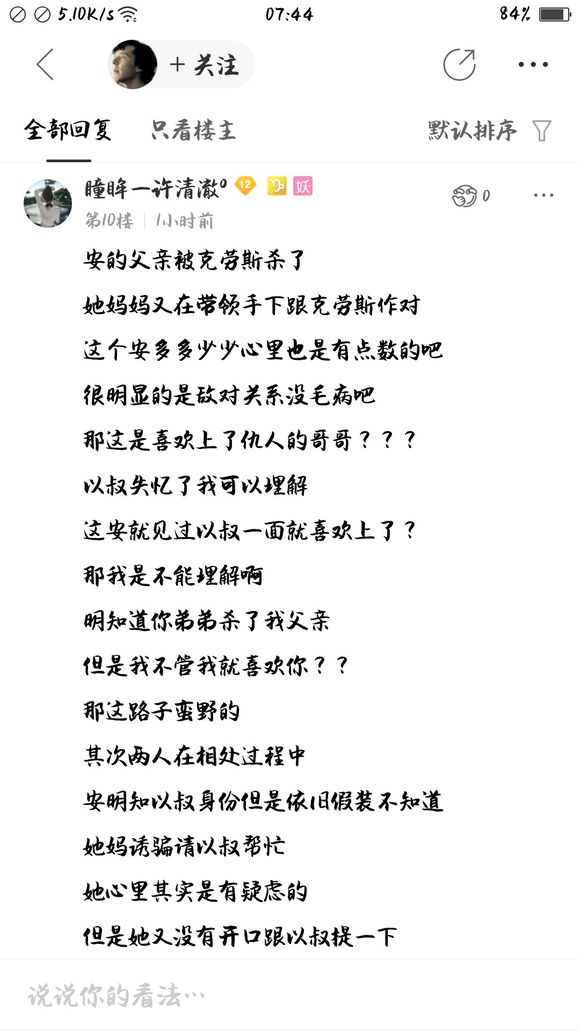 5.10K/s
07:44
84%
+ 关注
全部回复
只看楼主
默认排序
瞳眸一许清澈⁰
12
妖
第10楼
1小时前
0
安的父亲被克劳斯杀了
她妈妈又在带领手下跟克劳斯作对
这个安多多少少心里也是有点数的吧
很明显的是敌对关系没毛病吧
那这是喜欢上了仇人的哥哥？？？
以叔失忆了我可以理解
这安就见过以叔一面就喜欢上了？
那我是不能理解啊
明知道你弟弟杀了我父亲
但是我不管我就喜欢你？？
那这路子蛮野的
其次两人在相处过程中
安明知以叔身份但是依旧假装不知道
她妈诱骗请以叔帮忙
她心里其实是有疑虑的
但是她又没有开口跟以叔提一下
说说你的看法…